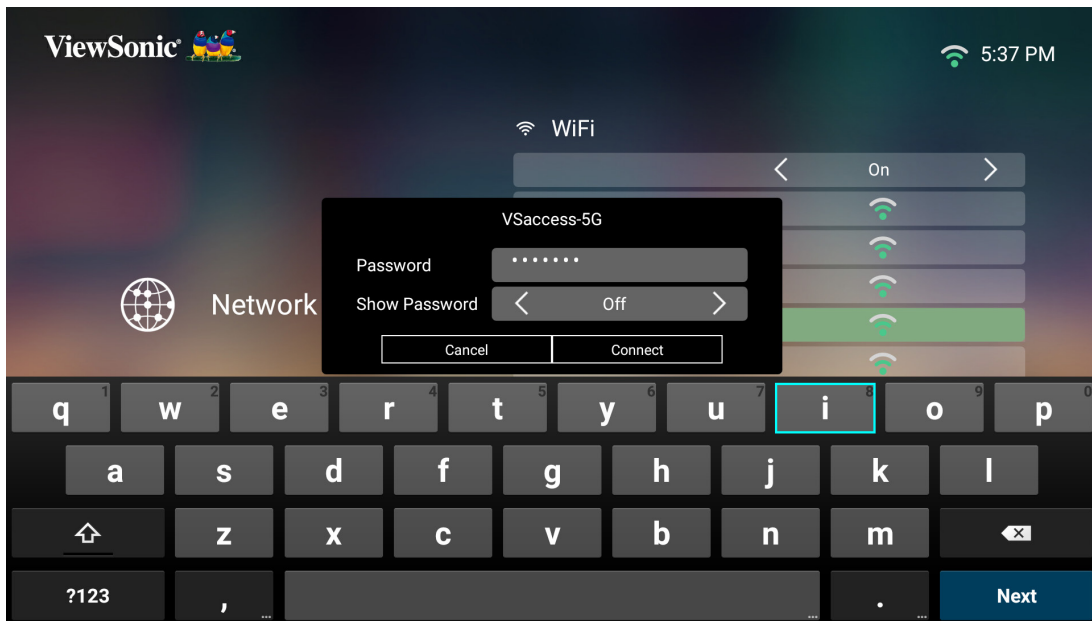 ViewSonic®
5:37 PM
WiFi
On
VSaccess-5G
Password •••••••
Show Password Off
Cancel Connect
Network
q 1 w 2 e 3 r 4 t 5 y 6 u 7 i 8 o 9 p 0
a s d f g h j k l
z x c v b n m
?123 , ... ... . ... Next